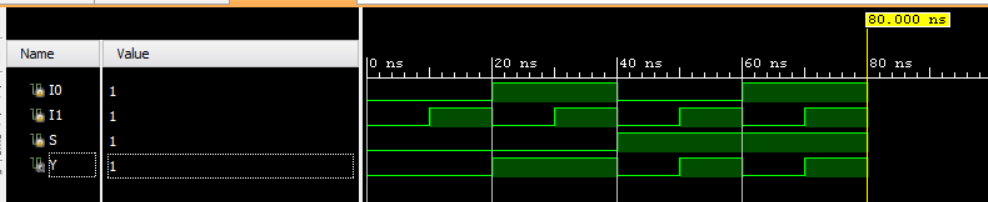 80.000 ns
Name Value
0 ns 20 ns 40 ns 60 ns 80 ns
I0 1
I1 1
S 1
Y 1